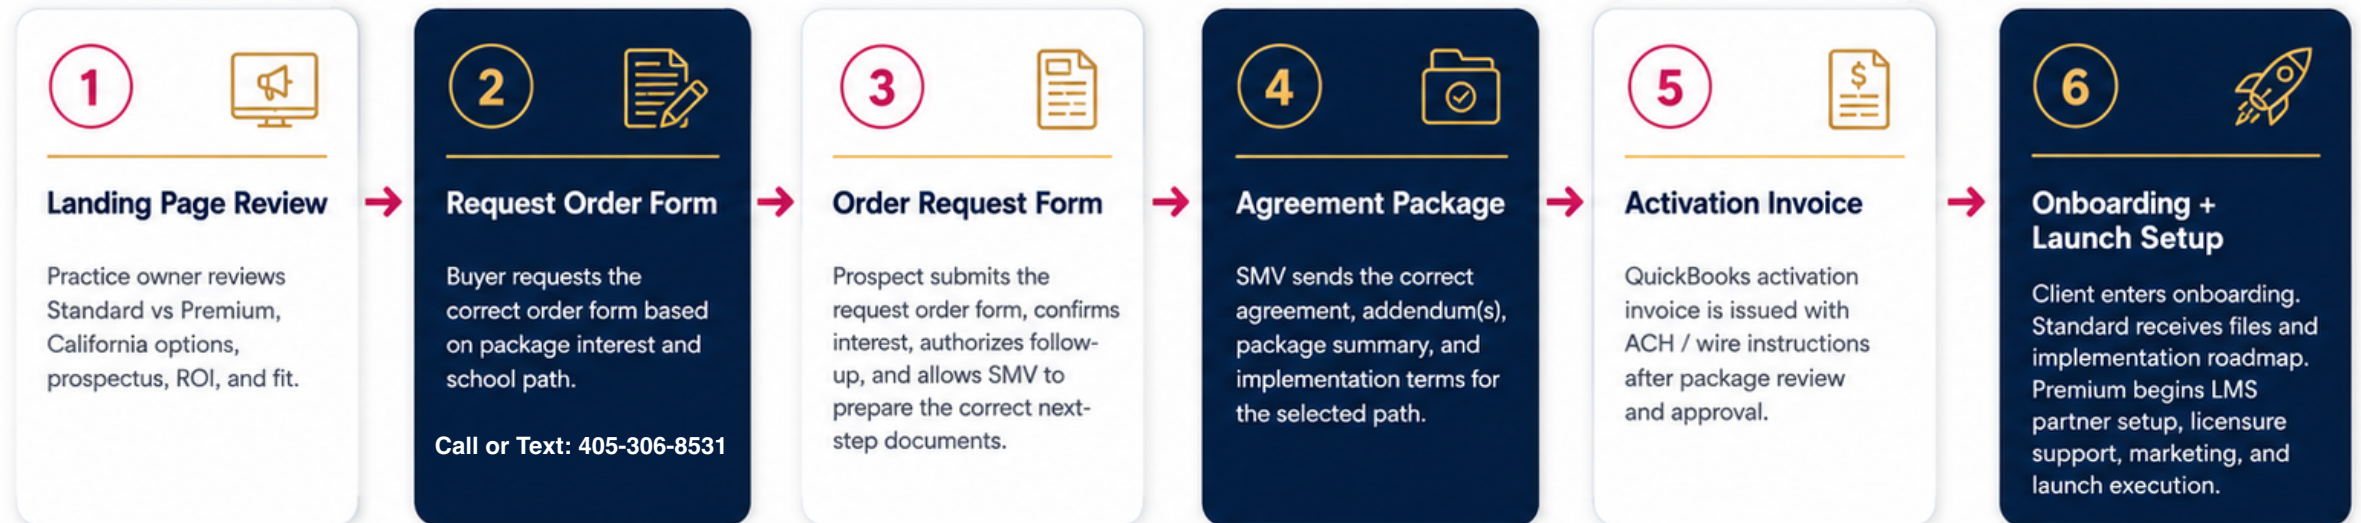 1
Landing Page Review
Practice owner reviews
Standard vs Premium,
California options,
prospectus, ROI, and fit.
2
Request Order Form
Buyer requests the
correct order form based
on package interest and
school path.
Call or Text: 405-306-8531
3
Order Request Form
Prospect submits the
request order form, confirms
interest, authorizes follow-
up, and allows SMV to
prepare the correct next-
step documents.
4
Agreement Package
SMV sends the correct
agreement, addendum(s),
package summary, and
implementation terms for
the selected path.
5
$
Activation Invoice
QuickBooks activation
invoice is issued with
ACH / wire instructions
after package review
and approval.
6
Onboarding +
Launch Setup
Client enters onboarding.
Standard receives files and
implementation roadmap.
Premium begins LMS
partner setup, licensure
support, marketing, and
launch execution.